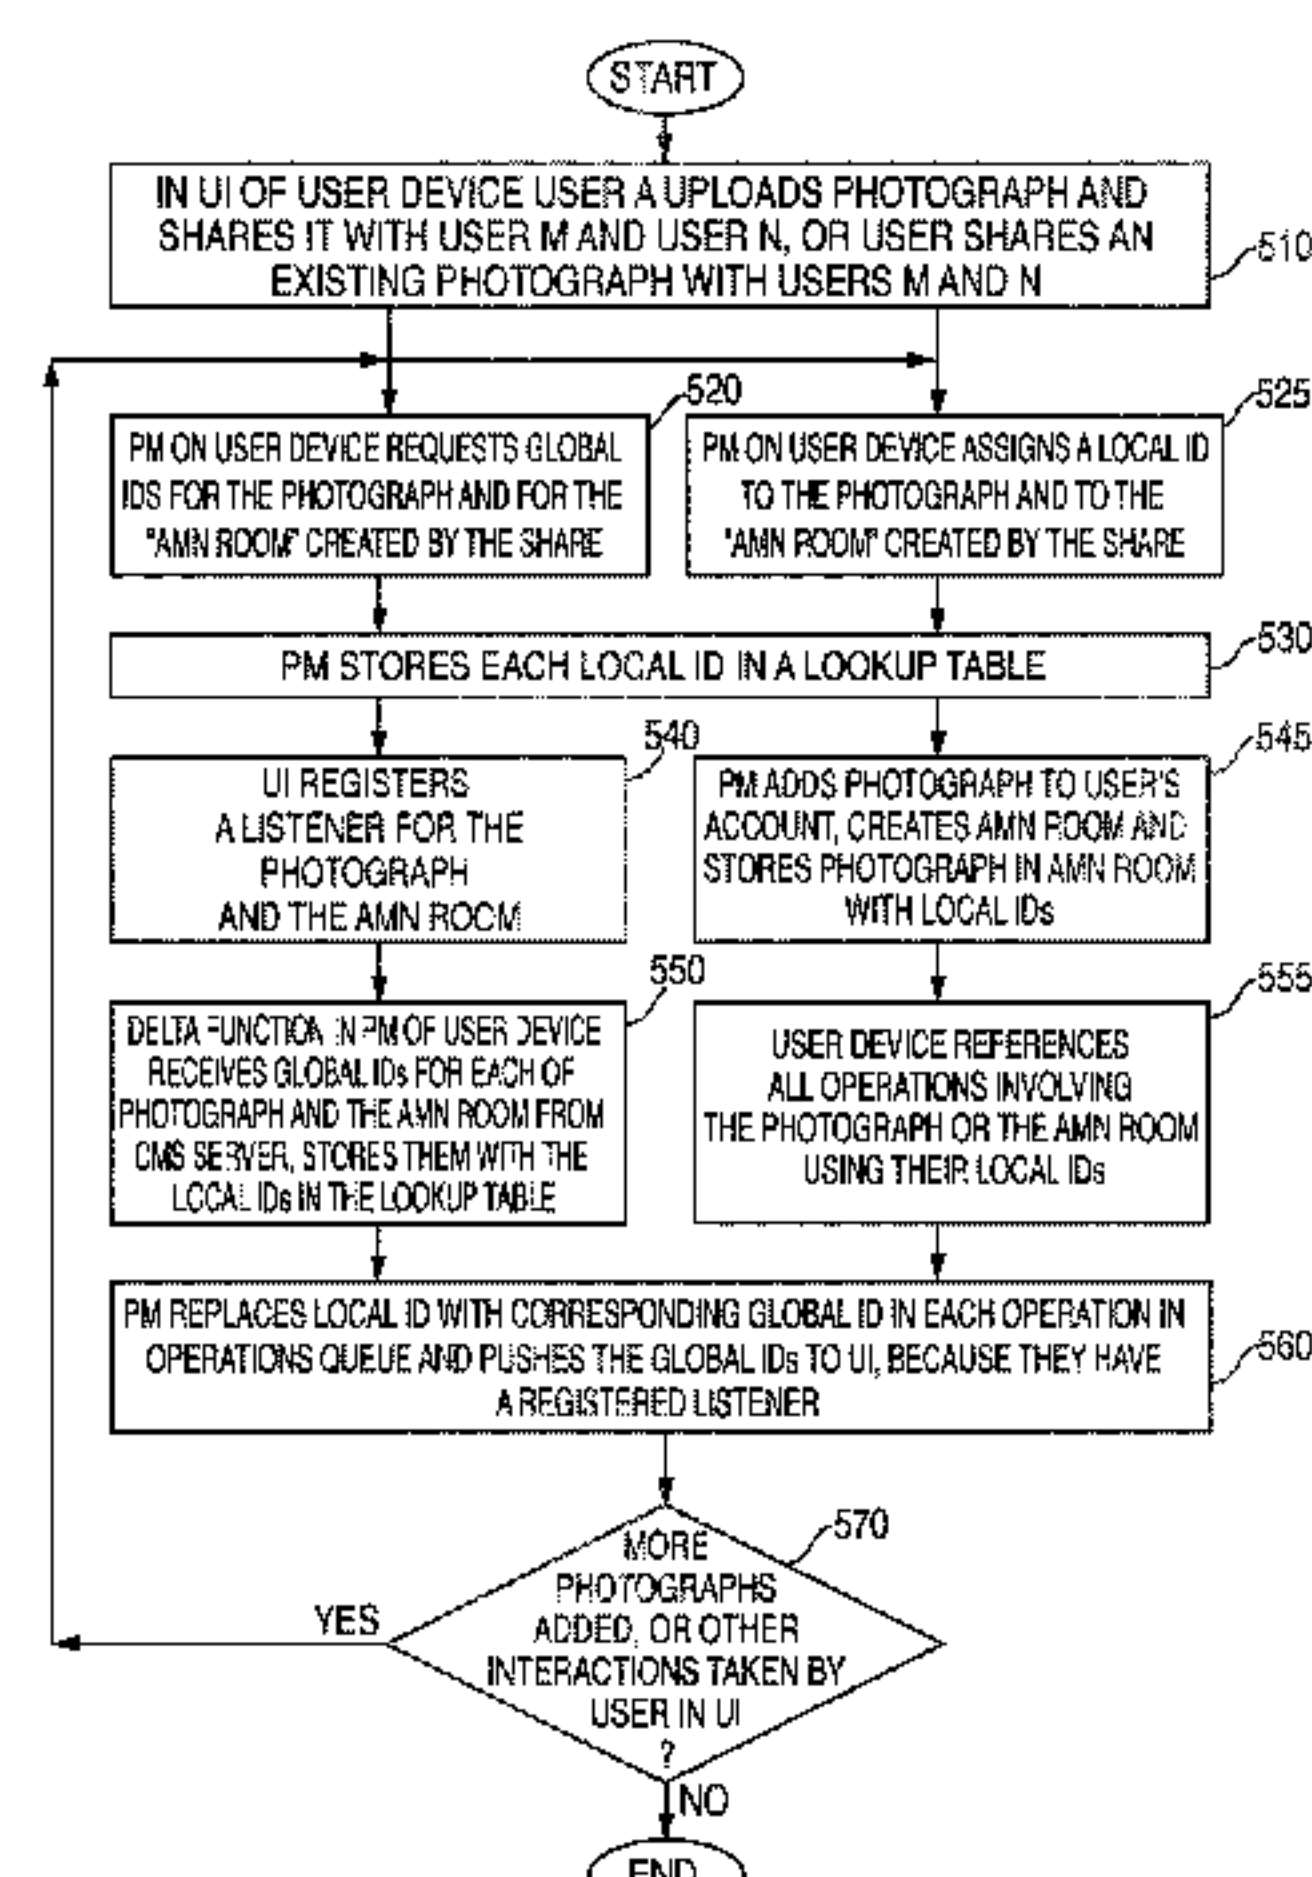 START
IN UI OF USER DEVICE USER A UPLOADS PHOTOGRAPH AND
SHARES IT WITH USER M AND USER N, OR USER SHARES AN
EXISTING PHOTOGRAPH WITH USERS M AND N
510
520
PM ON USER DEVICE REQUESTS GLOBAL
IDS FOR THE PHOTOGRAPH AND FOR THE
"AMN ROOM" CREATED BY THE SHARE
525
PM ON USER DEVICE ASSIGNS A LOCAL ID
TO THE PHOTOGRAPH AND TO THE
"AMN ROOM" CREATED BY THE SHARE
PM STORES EACH LOCAL ID IN A LOOKUP TABLE
530
540
UI REGISTERS
A LISTENER FOR THE
PHOTOGRAPH
AND THE AMN ROOM
545
PM ADDS PHOTOGRAPH TO USER'S
ACCOUNT, CREATES AMN ROOM AND
STORES PHOTOGRAPH IN AMN ROOM
WITH LOCAL IDs
550
DELTA FUNCTION IN PM OF USER DEVICE
RECEIVES GLOBAL IDs FOR EACH OF
PHOTOGRAPH AND THE AMN ROOM FROM
CMS SERVER, STORES THEM WITH THE
LOCAL IDs IN THE LOOKUP TABLE
555
USER DEVICE REFERENCES
ALL OPERATIONS INVOLVING
THE PHOTOGRAPH OR THE AMN ROOM
USING THEIR LOCAL IDs
PM REPLACES LOCAL ID WITH CORRESPONDING GLOBAL ID IN EACH OPERATION IN
OPERATIONS QUEUE AND PUSHES THE GLOBAL IDs TO UI, BECAUSE THEY HAVE
A REGISTERED LISTENER
560
570
MORE
PHOTOGRAPHS
ADDED, OR OTHER
INTERACTIONS TAKEN BY
USER IN UI
?
YES
NO
END